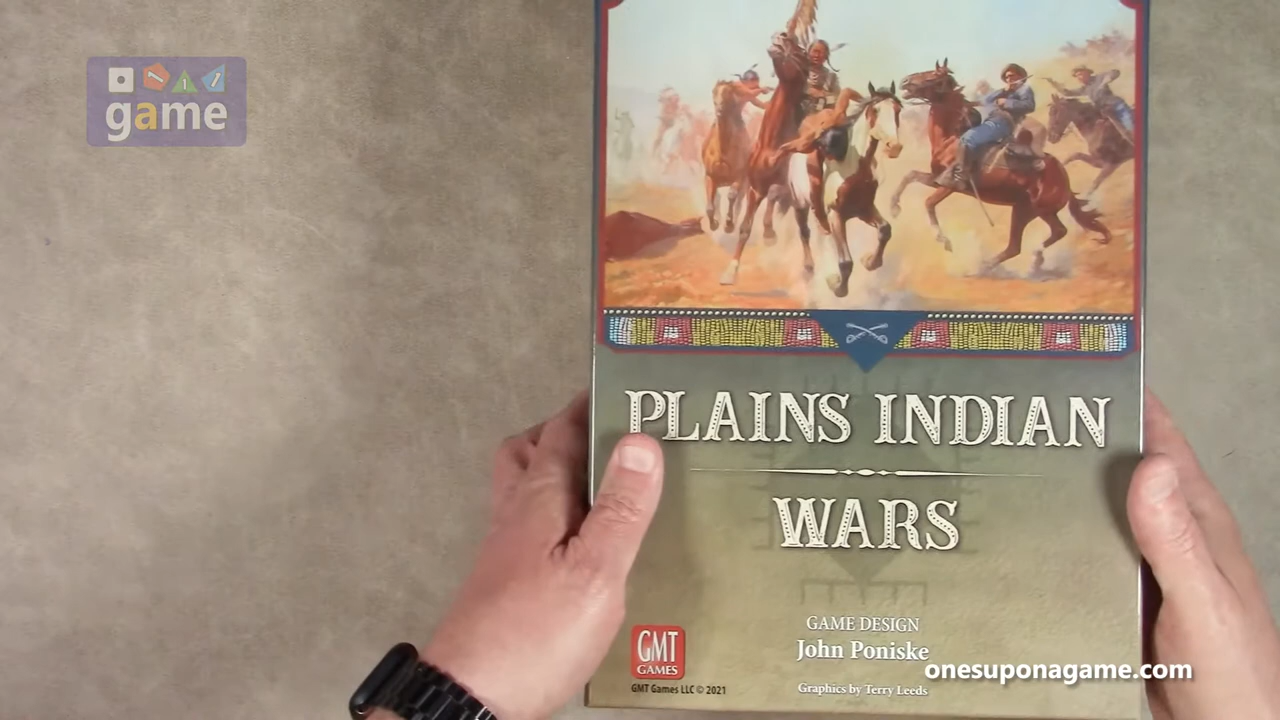 game
PLAINS INDIAN
WARS
GAME DESIGN
John Poniske
Graphics by Terry Leeds
GMT
GAMES
GMT Games LLC © 2021
onesuponagame.com